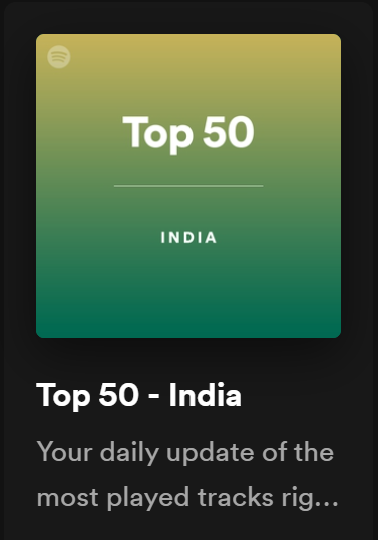 Top 50
INDIA
Top 50 - India
Your daily update of the
most played tracks rig...